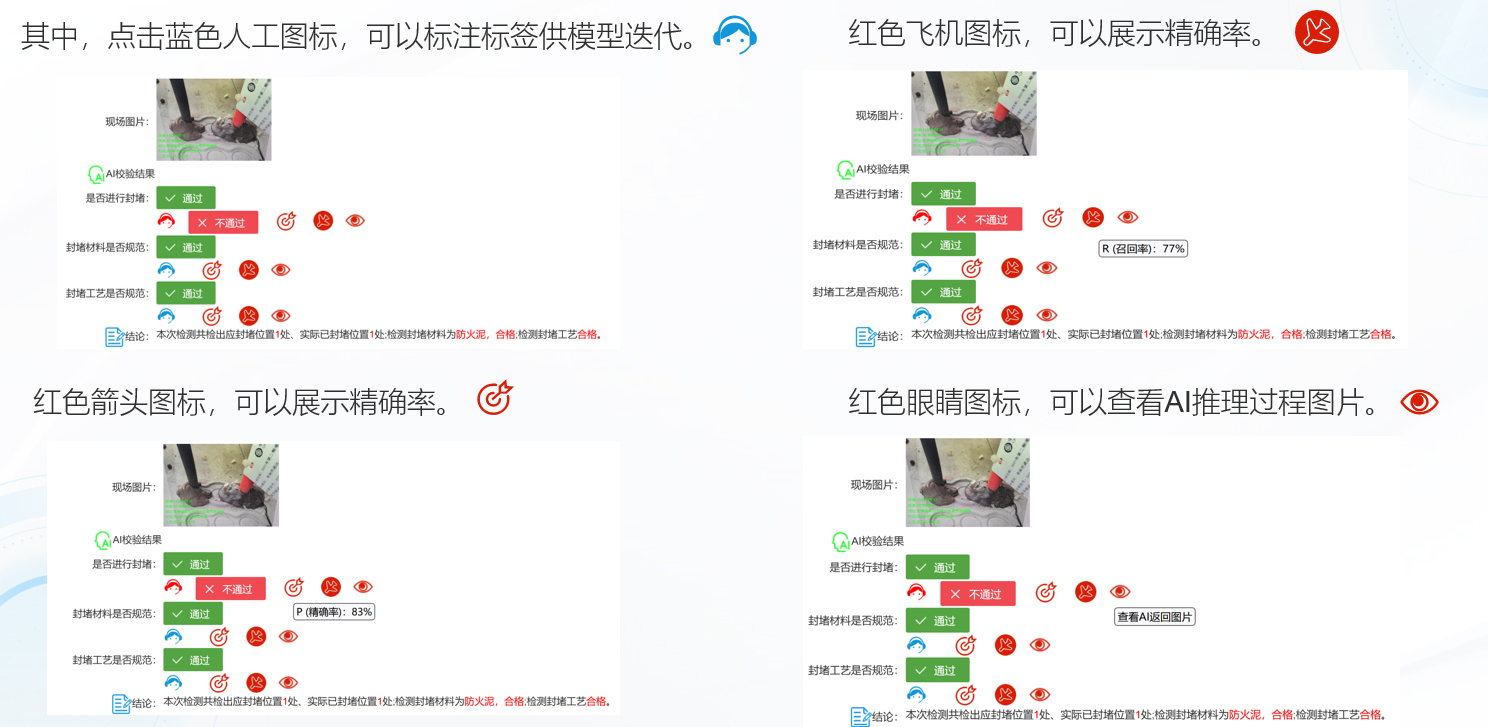 其中，点击蓝色人工图标，可以标注标签供模型迭代。
现场图片：
AI校验结果
是否进行封堵：
通过
不通过
封堵材料是否规范：
通过
封堵工艺是否规范：
通过
结论：
本次检测共检出应封堵位置1处、实际已封堵位置1处;检测封堵材料为防火泥，合格;检测封堵工艺合格。
红色飞机图标，可以展示精确率。
现场图片：
AI校验结果
是否进行封堵：
通过
不通过
封堵材料是否规范：
通过
R (召回率)：77%
封堵工艺是否规范：
通过
结论：
本次检测共检出应封堵位置1处、实际已封堵位置1处;检测封堵材料为防火泥，合格;检测封堵工艺合格。
红色箭头图标，可以展示精确率。
现场图片：
AI校验结果
是否进行封堵：
通过
不通过
封堵材料是否规范：
通过
P (精确率)：83%
封堵工艺是否规范：
通过
结论：
本次检测共检出应封堵位置1处、实际已封堵位置1处;检测封堵材料为防火泥，合格;检测封堵工艺合格。
红色眼睛图标，可以查看AI推理过程图片。
现场图片：
AI校验结果
是否进行封堵：
通过
不通过
查看AI返回图片
封堵材料是否规范：
通过
封堵工艺是否规范：
通过
结论：
本次检测共检出应封堵位置1处、实际已封堵位置1处;检测封堵材料为防火泥，合格;检测封堵工艺合格。